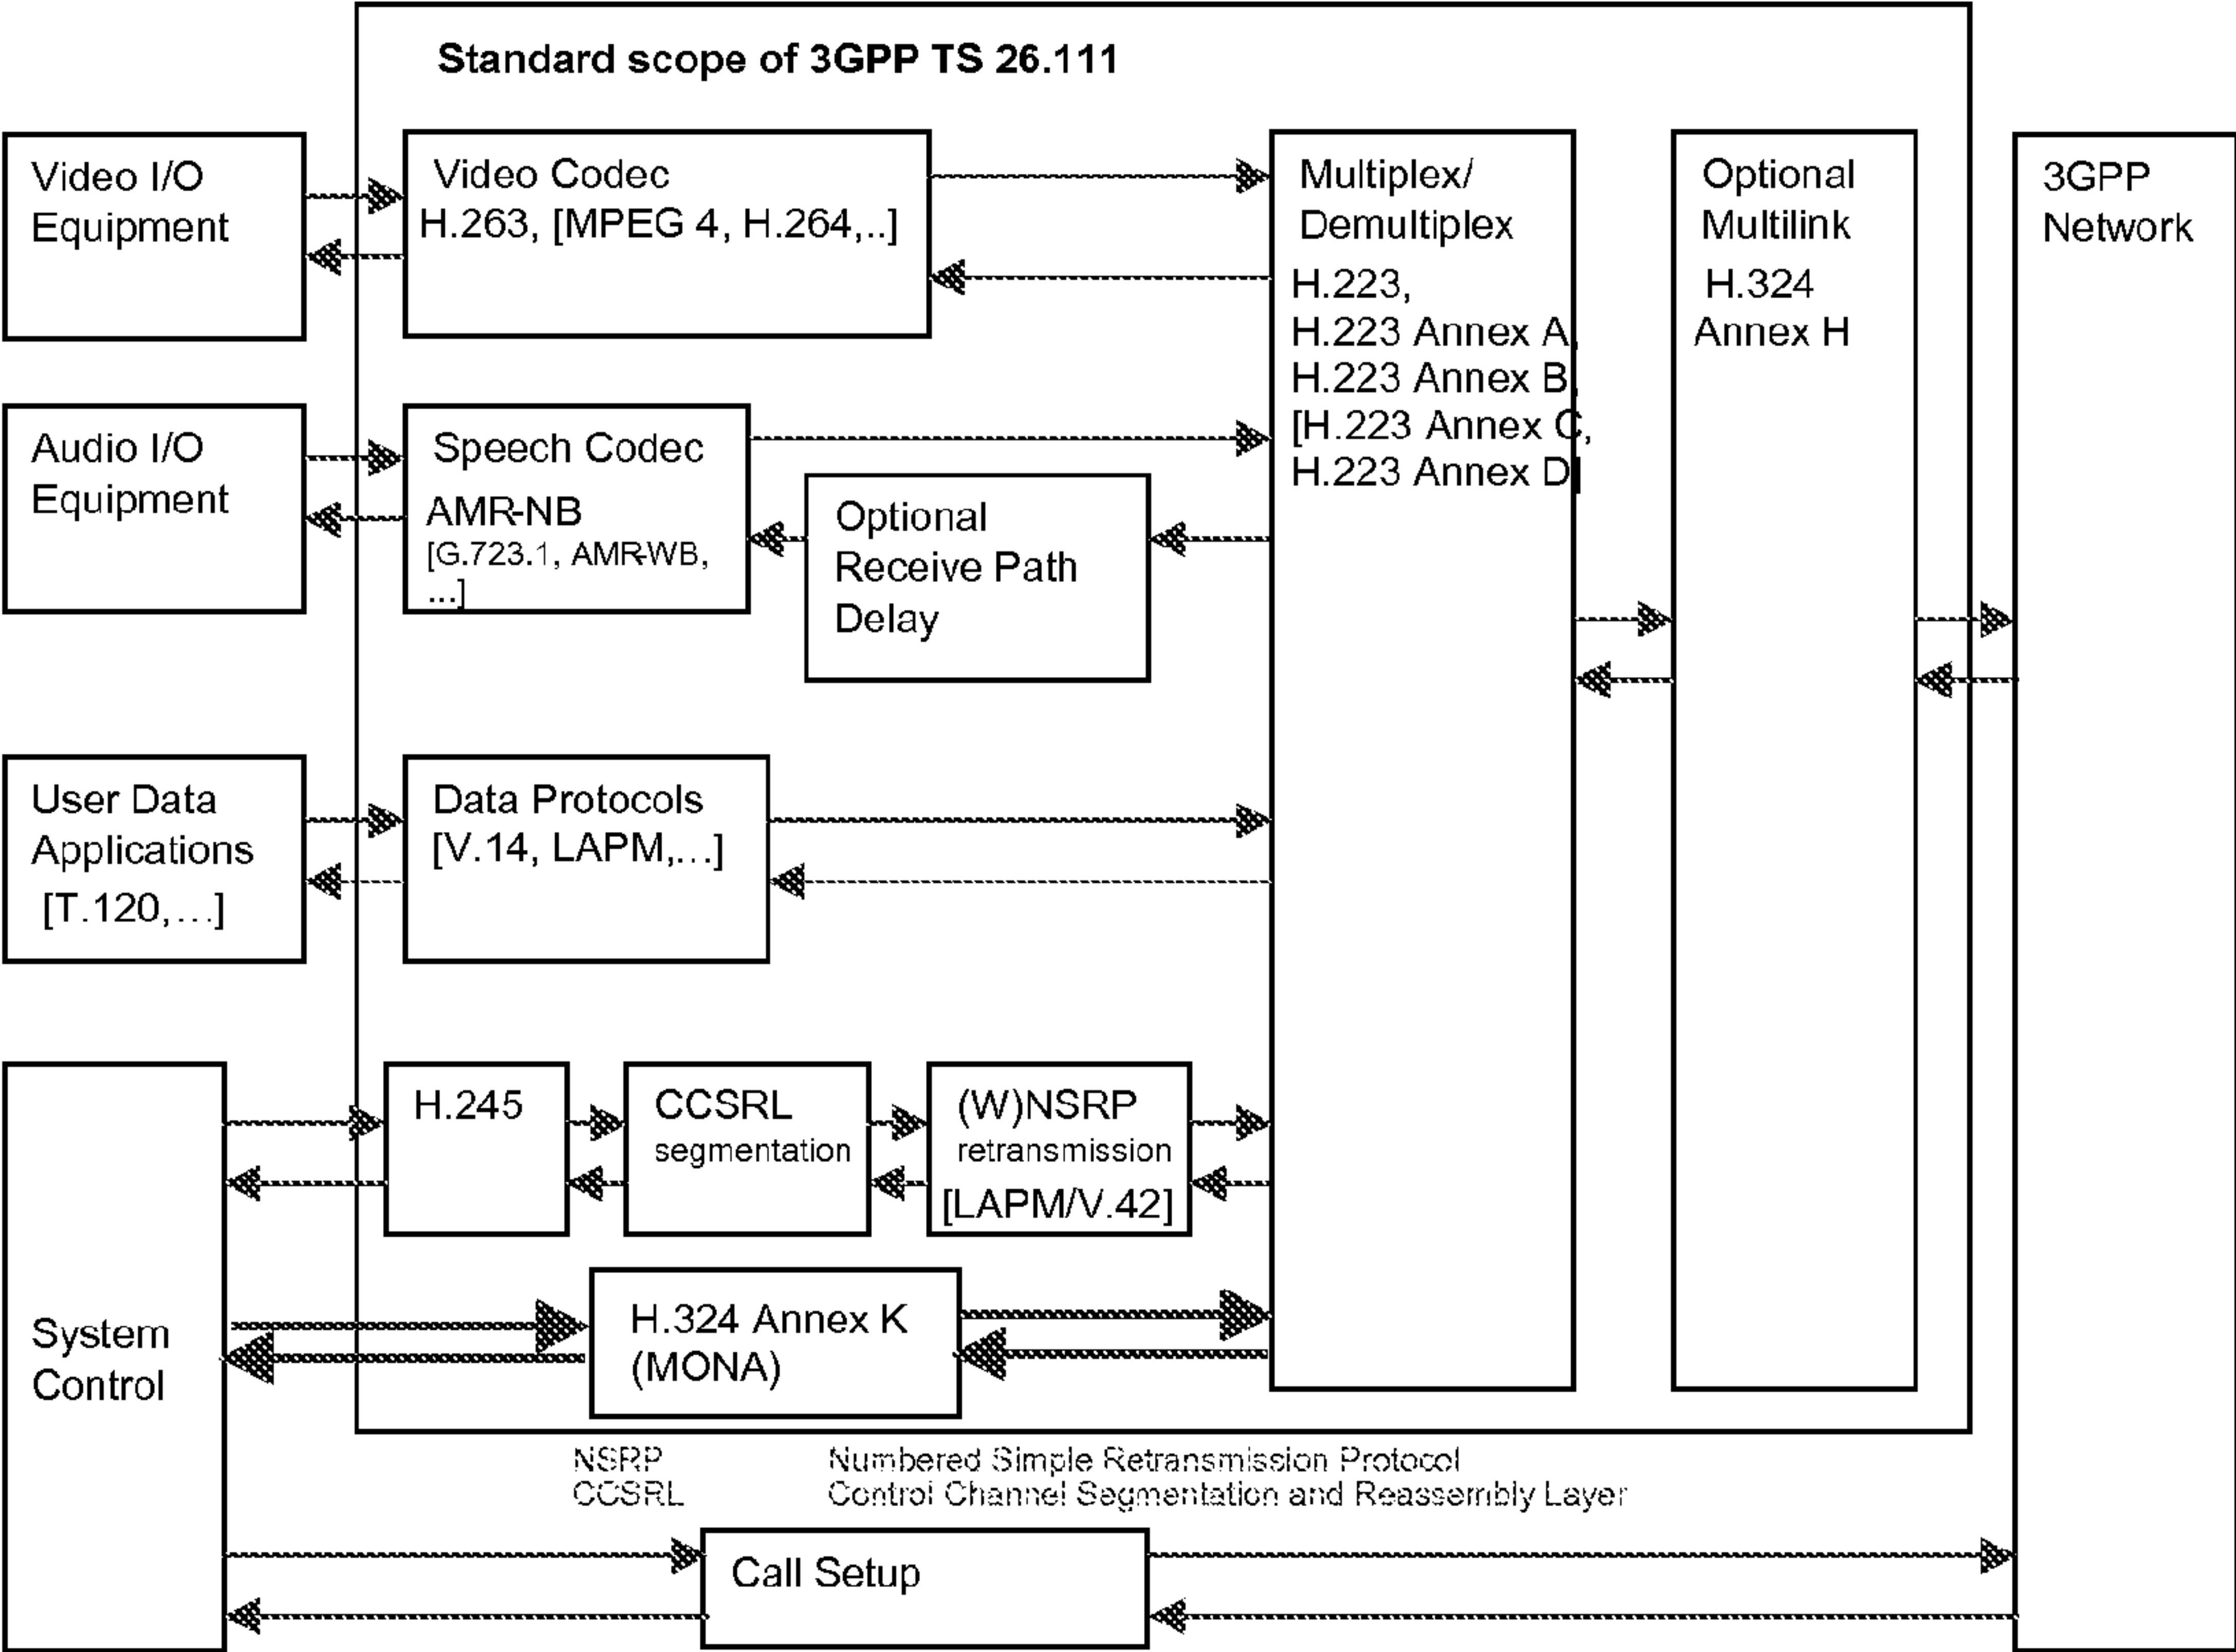 Standard scope of 3GPP TS 26.111
Video I/O
Equipment
Video Codec
H.263, [MPEG 4, H.264,..]
Multiplex/
Demultiplex
H.223,
H.223 Annex A,
H.223 Annex B,
[H.223 Annex C,
H.223 Annex D]
Optional
Multilink
H.324
Annex H
3GPP
Network
Audio I/O
Equipment
Speech Codec
AMR-NB
[G.723.1, AMR-WB,
...]
Optional
Receive Path
Delay
User Data
Applications
[T.120,...]
Data Protocols
[V.14, LAPM,...]
System
Control
H.245
CCSRL
segmentation
(W)NSRP
retransmission
[LAPM/V.42]
H.324 Annex K
(MONA)
NSRP Numbered Simple Retransmission Protocol
CCSRL Control Channel Segmentation and Reassembly Layer
Call Setup